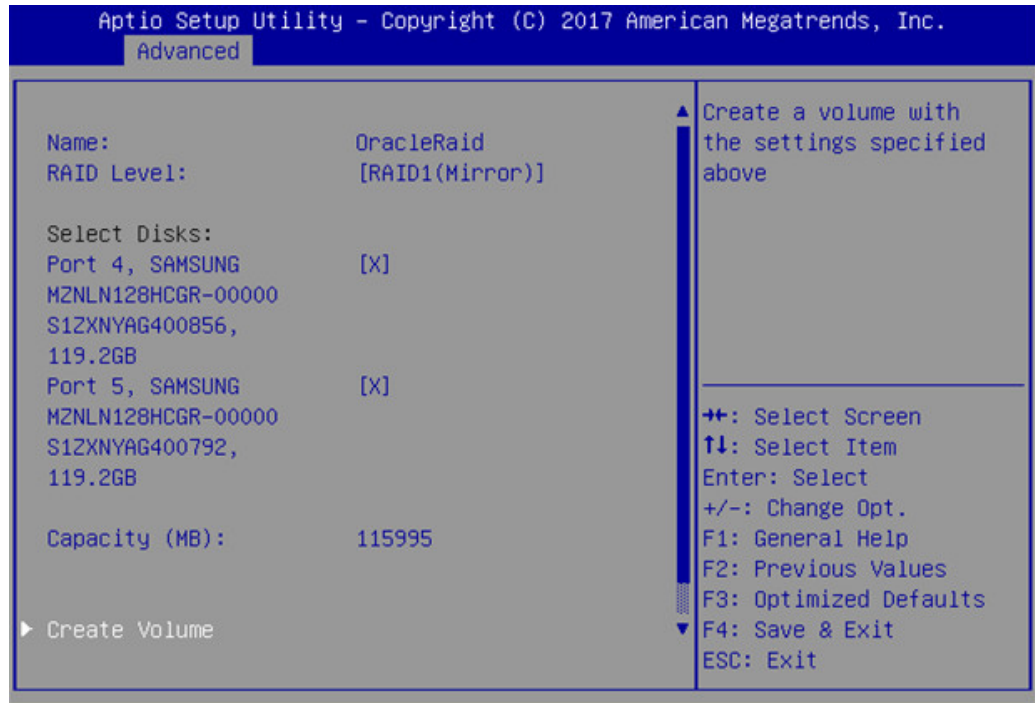 Aptio Setup Utility – Copyright (C) 2017 American Megatrends, Inc.
Advanced
Name: OracleRaid
RAID Level: [RAID1(Mirror)]
Select Disks:
Port 4, SAMSUNG [X]
MZNLN128HCGR-00000
S1ZXNYAG400856,
119.2GB
Port 5, SAMSUNG [X]
MZNLN128HCGR-00000
S1ZXNYAG400792,
119.2GB
Capacity (MB): 115995
▶ Create Volume
Create a volume with
the settings specified
above
→←: Select Screen
↑↓: Select Item
Enter: Select
+/-: Change Opt.
F1: General Help
F2: Previous Values
F3: Optimized Defaults
F4: Save & Exit
ESC: Exit